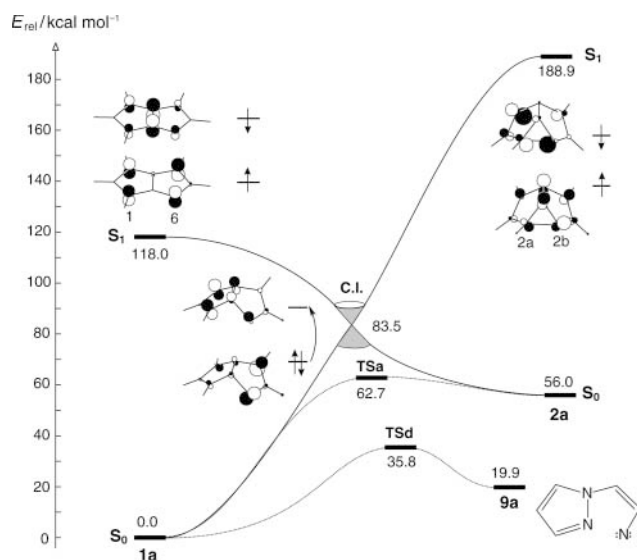 E_rel / kcal mol⁻¹
180
160
140
120
100
80
60
40
20
0
S₁
188.9
1
6
2a
2b
S₁
118.0
C.I.
83.5
TSa
62.7
56.0
S₀
2a
TSd
35.8
19.9
9a
N
N
:N:
0.0
S₀
1a